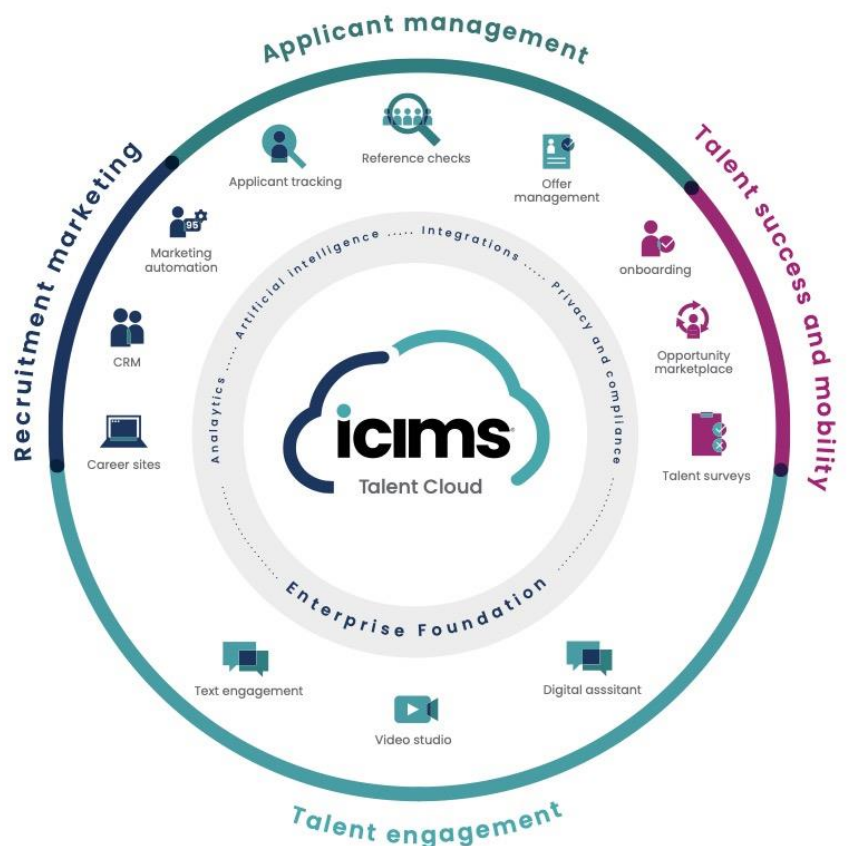 Applicant management
Recruitment marketing
Talent success and mobility
Reference checks
Applicant tracking
Offer
management
Marketing
automation
onboarding
CRM
Opportunity
marketplace
Career sites
Talent surveys
95
Analaytics ..... Artificial intelligence ..... Integrations ..... Privacy and compliance
icims
Talent Cloud
Enterprise Foundation
Text engagement
Digital asssitant
Video studio
Talent engagement